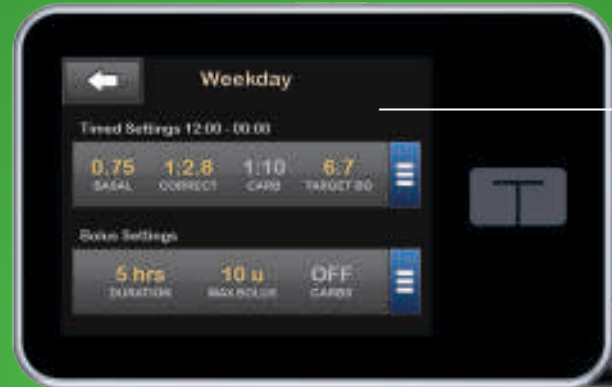 Weekday
Timed Settings 12:00 - 00:00
0.75 1:2.8 1:10 6.7
BASAL CORRECT CARB TARGET BG
Bolus Settings
5 hrs 10 u OFF
DURATION MAX BOLUS CARBS